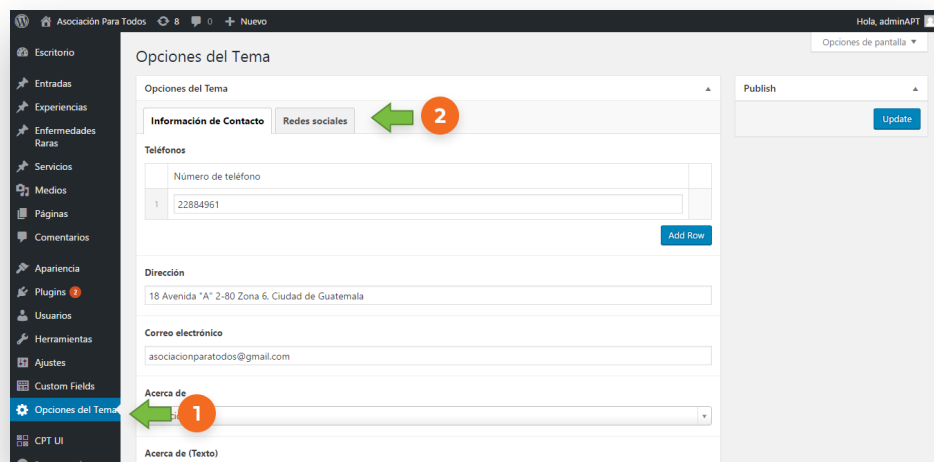 Asociación Para Todos 8 0 + Nuevo Hola, adminAPT
Opciones de pantalla ▼
Escritorio
Entradas
Experiencias
Enfermedades
Raras
Servicios
Medios
Páginas
Comentarios
Apariencia
Plugins 2
Usuarios
Herramientas
Ajustes
Custom Fields
Opciones del Tema
CPT UI
Opciones del Tema
Opciones del Tema
Información de Contacto Redes sociales 2
Teléfonos
Número de teléfono
1 22884961
Add Row
Dirección
18 Avenida "A" 2-80 Zona 6, Ciudad de Guatemala
Correo electrónico
asociacionparatodos@gmail.com
Acerca de
1
Acerca de (Texto)
Publish
Update